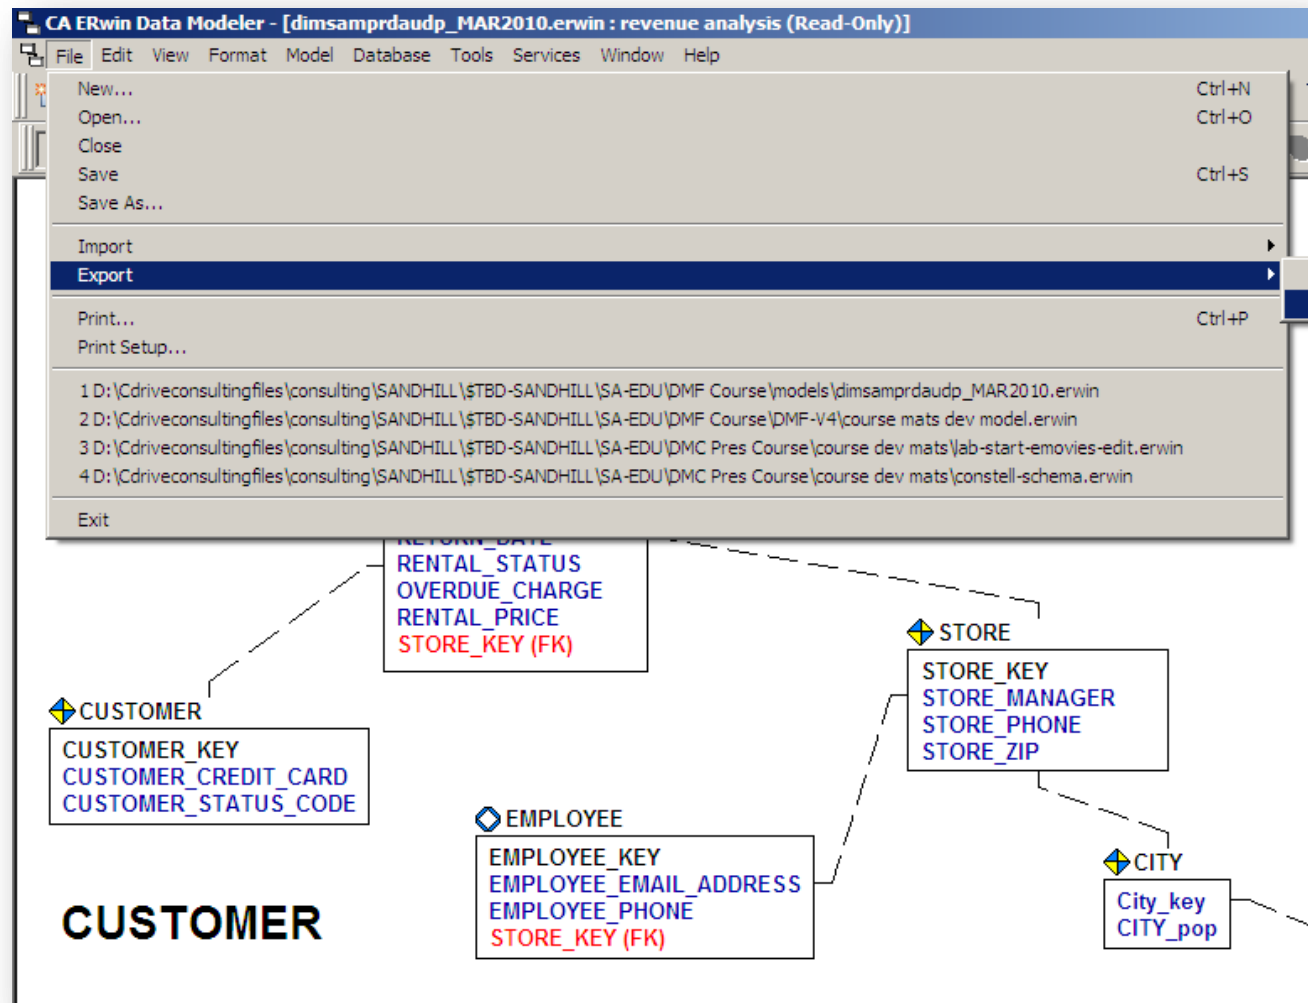 CA ERwin Data Modeler - [dimsamprdaudp_MAR2010.erwin : revenue analysis (Read-Only)]
File Edit View Format Model Database Tools Services Window Help
New... Ctrl+N
Open... Ctrl+O
Close
Save Ctrl+S
Save As...
Import
Export
Print... Ctrl+P
Print Setup...
1 D:\Cdriveconsultingfiles\consulting\SANDHILL\$TBD-SANDHILL\SA-EDU\DMF Course\models\dimsamprdaudp_MAR2010.erwin
2 D:\Cdriveconsultingfiles\consulting\SANDHILL\$TBD-SANDHILL\SA-EDU\DMF Course\DMF-V4\course mats dev model.erwin
3 D:\Cdriveconsultingfiles\consulting\SANDHILL\$TBD-SANDHILL\SA-EDU\DMC Pres Course\course dev mats\lab-start-emovies-edit.erwin
4 D:\Cdriveconsultingfiles\consulting\SANDHILL\$TBD-SANDHILL\SA-EDU\DMC Pres Course\course dev mats\constell-schema.erwin
Exit
RETURN_DATE
RENTAL_STATUS
OVERDUE_CHARGE
RENTAL_PRICE
STORE_KEY (FK)
STORE
STORE_KEY
STORE_MANAGER
STORE_PHONE
STORE_ZIP
CUSTOMER
CUSTOMER_KEY
CUSTOMER_CREDIT_CARD
CUSTOMER_STATUS_CODE
EMPLOYEE
EMPLOYEE_KEY
EMPLOYEE_EMAIL_ADDRESS
EMPLOYEE_PHONE
STORE_KEY (FK)
CITY
City_key
CITY_pop
CUSTOMER